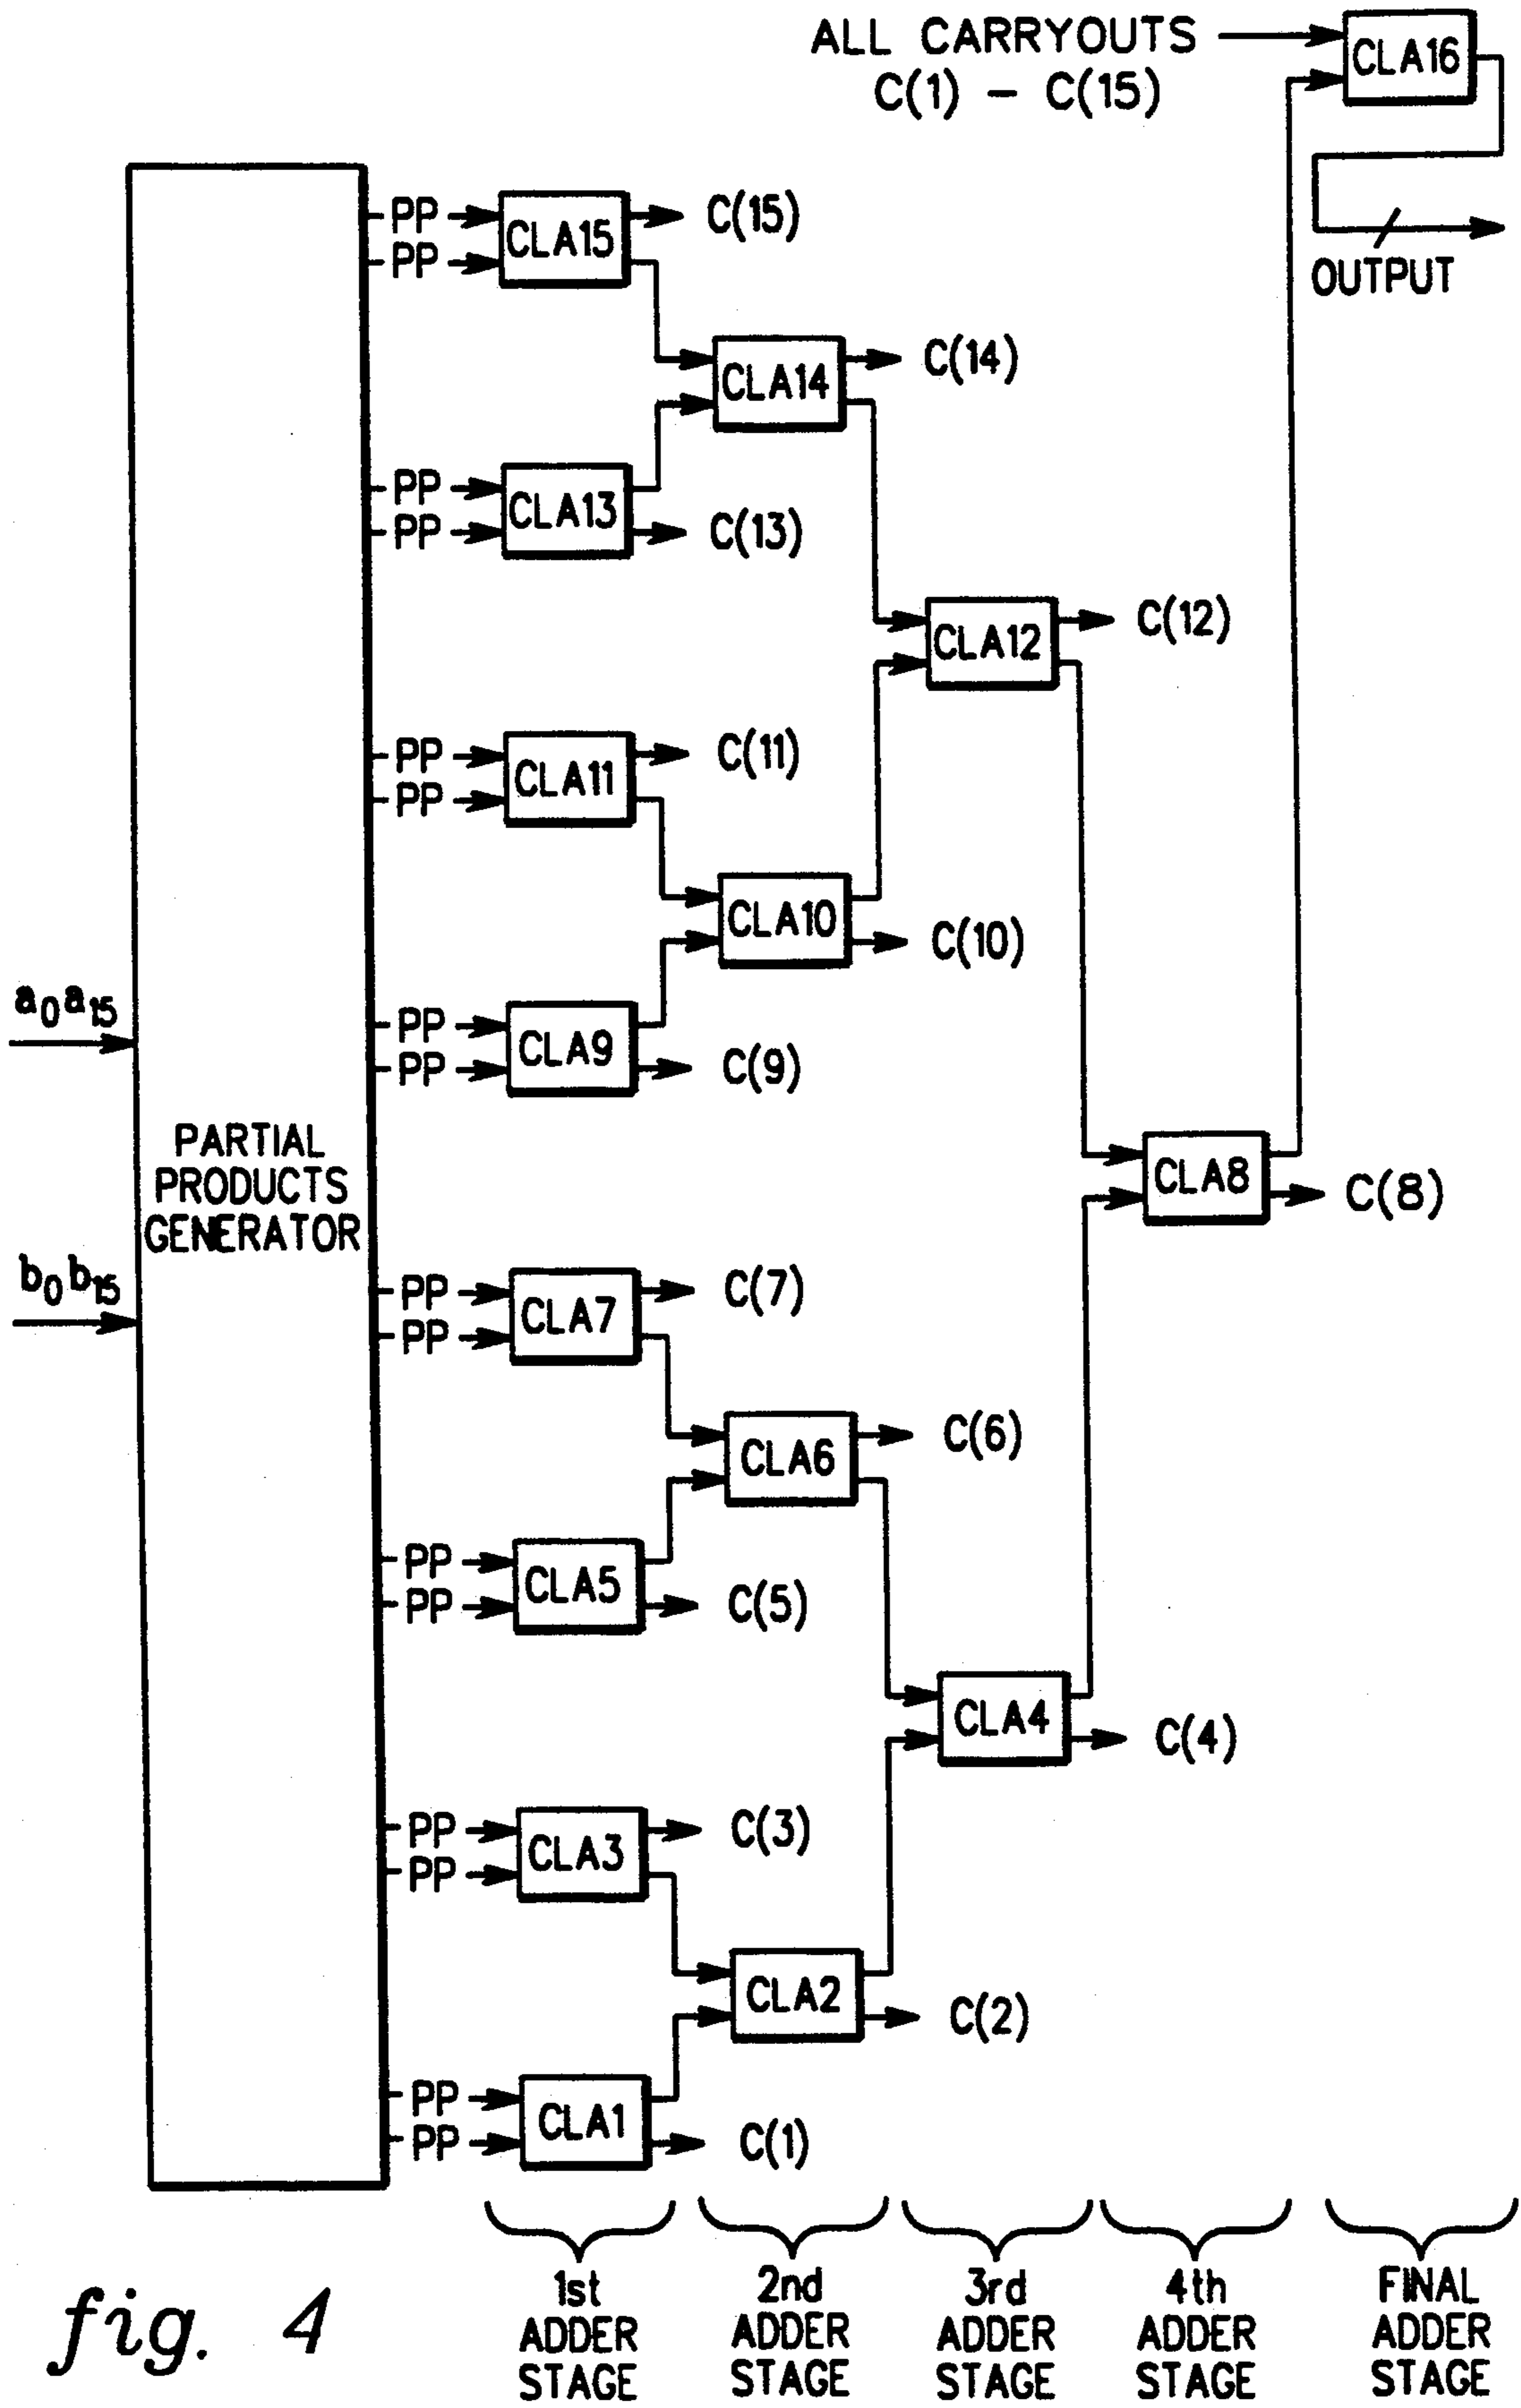 ALL CARRYOUTS
C(1) - C(15)
CLA16
OUTPUT
PP
PP
CLA15
C(15)
CLA14
C(14)
PP
PP
CLA13
C(13)
CLA12
C(12)
PP
PP
CLA11
C(11)
CLA10
C(10)
a0a15
PP
PP
CLA9
C(9)
PARTIAL
PRODUCTS
GENERATOR
CLA8
C(8)
b0b15
PP
PP
CLA7
C(7)
CLA6
C(6)
PP
PP
CLA5
C(5)
CLA4
C(4)
PP
PP
CLA3
C(3)
CLA2
C(2)
PP
PP
CLA1
C(1)
1st
ADDER
STAGE
2nd
ADDER
STAGE
3rd
ADDER
STAGE
4th
ADDER
STAGE
FINAL
ADDER
STAGE
fig. 4